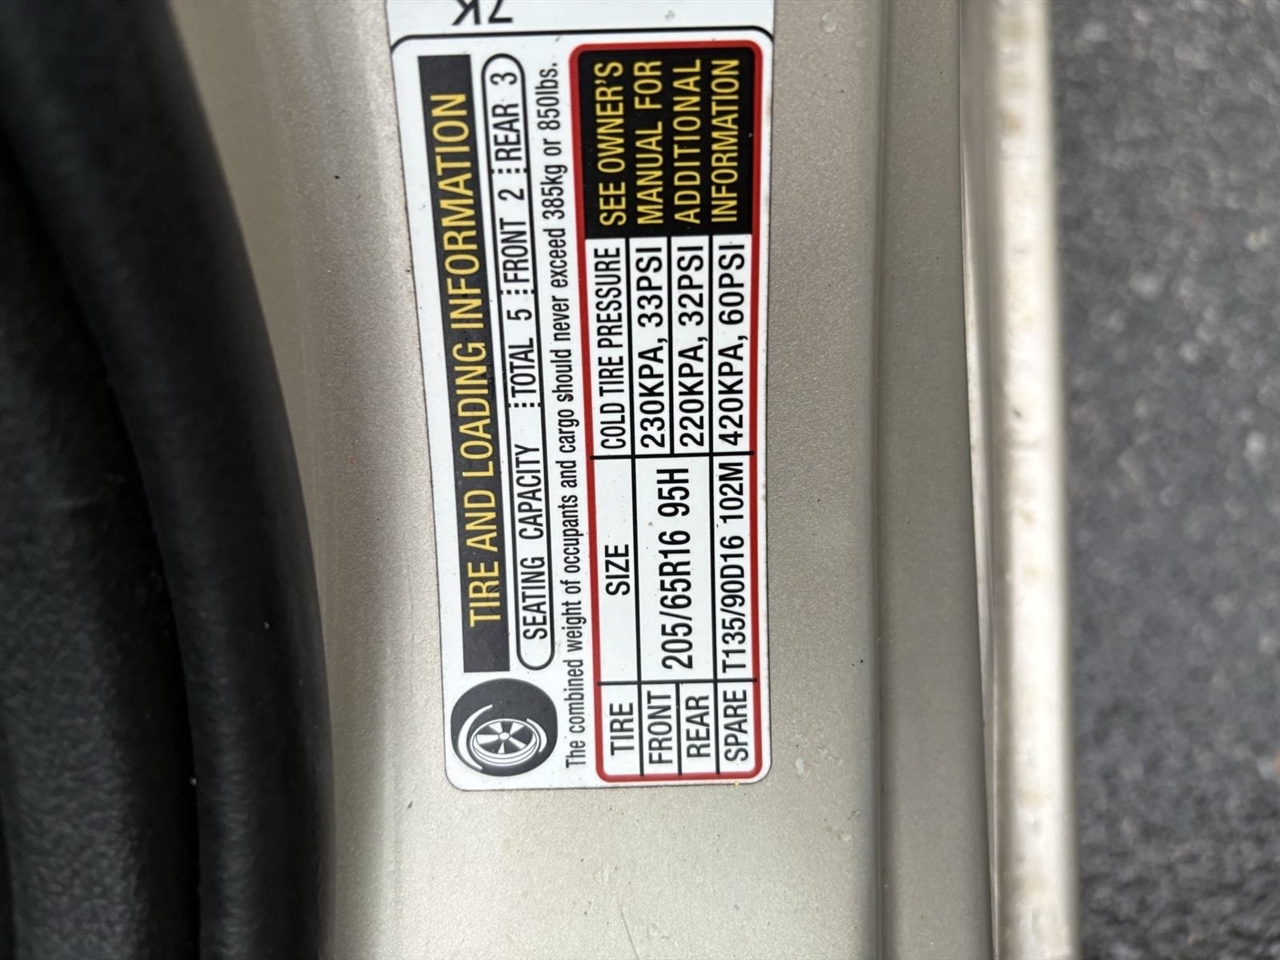 7K
TIRE AND LOADING INFORMATION
SEATING CAPACITY TOTAL 5 FRONT 2 REAR 3
The combined weight of occupants and cargo should never exceed 385kg or 850lbs.
TIRE SIZE COLD TIRE PRESSURE
FRONT 205/65R16 95H 230KPA, 33PSI
REAR 220KPA, 32PSI
SPARE T135/90D16 102M 420KPA, 60PSI
SEE OWNER'S
MANUAL FOR
ADDITIONAL
INFORMATION